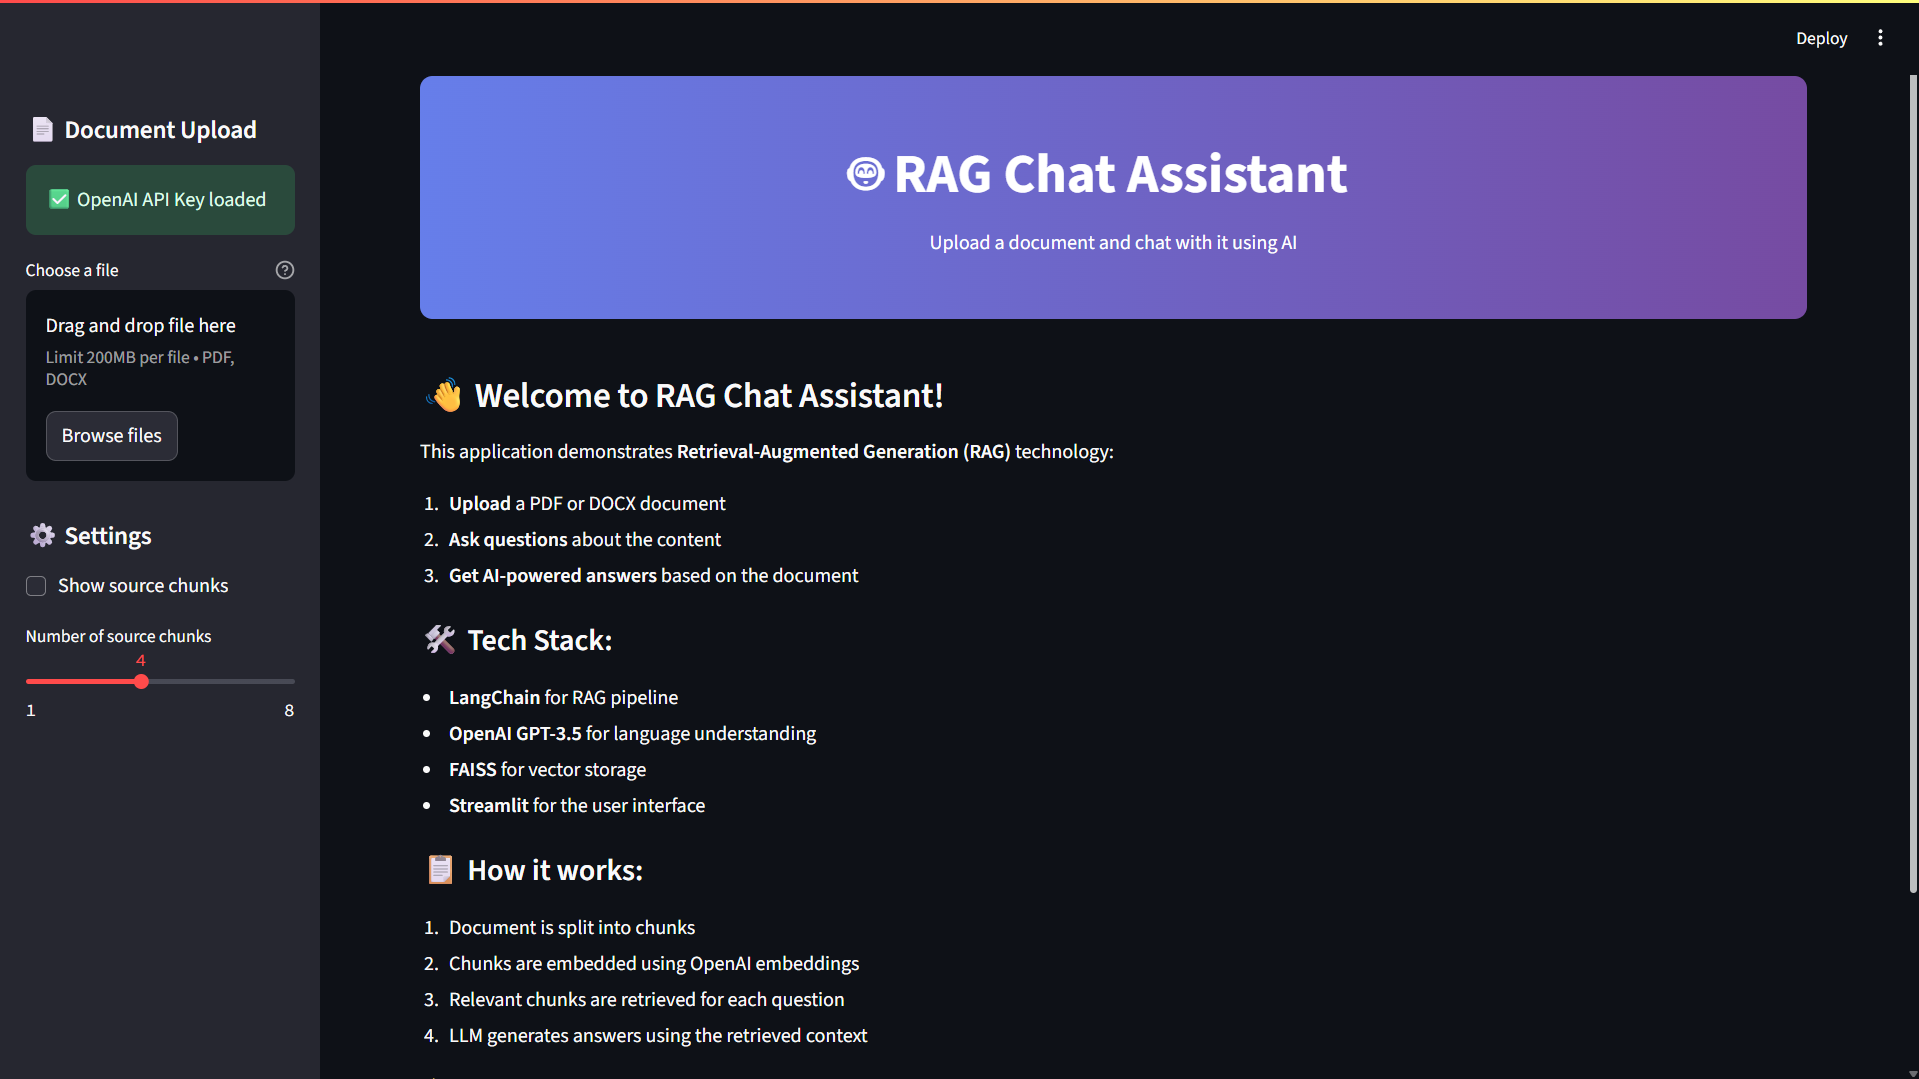 Deploy
📄 Document Upload
✅ OpenAI API Key loaded
Choose a file
Drag and drop file here
Limit 200MB per file • PDF,
DOCX
Browse files
⚙️ Settings
Show source chunks
Number of source chunks
4
1 8
RAG Chat Assistant
Upload a document and chat with it using AI
👋 Welcome to RAG Chat Assistant!
This application demonstrates Retrieval-Augmented Generation (RAG) technology:
1. Upload a PDF or DOCX document
2. Ask questions about the content
3. Get AI-powered answers based on the document
🛠️ Tech Stack:
• LangChain for RAG pipeline
• OpenAI GPT-3.5 for language understanding
• FAISS for vector storage
• Streamlit for the user interface
📋 How it works:
1. Document is split into chunks
2. Chunks are embedded using OpenAI embeddings
3. Relevant chunks are retrieved for each question
4. LLM generates answers using the retrieved context